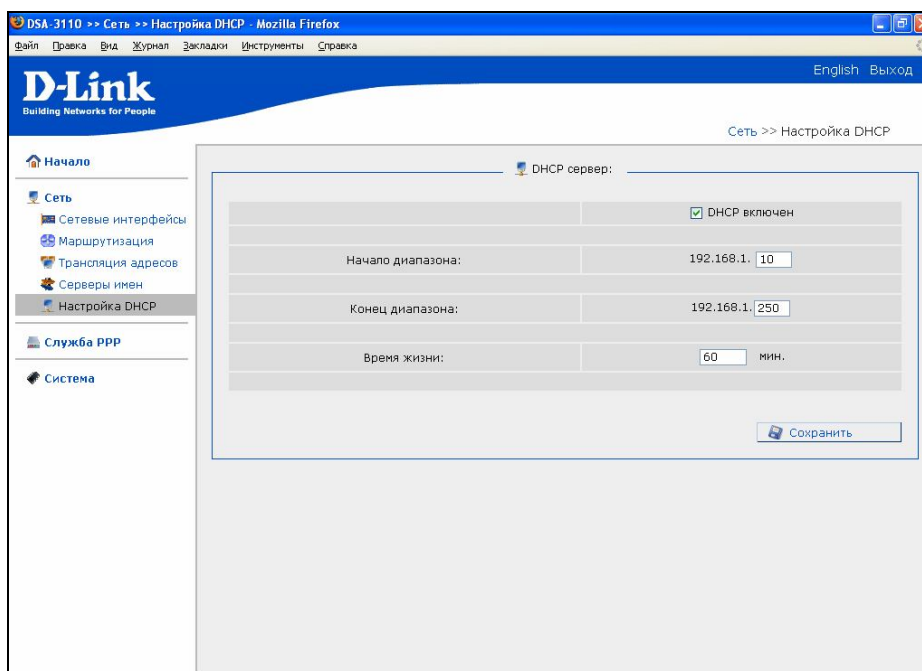 DSA-3110 >> Сеть >> Настройка DHCP - Mozilla Firefox
Файл Правка Вид Журнал Закладки Инструменты Справка
English Выход
D-Link
Building Networks for People
Сеть >> Настройка DHCP
Начало
Сеть
Сетевые интерфейсы
Маршрутизация
Трансляция адресов
Серверы имен
Настройка DHCP
Служба PPP
Система
DHCP сервер:
DHCP включен
Начало диапазона: 192.168.1. 10
Конец диапазона: 192.168.1. 250
Время жизни: 60 мин.
Сохранить